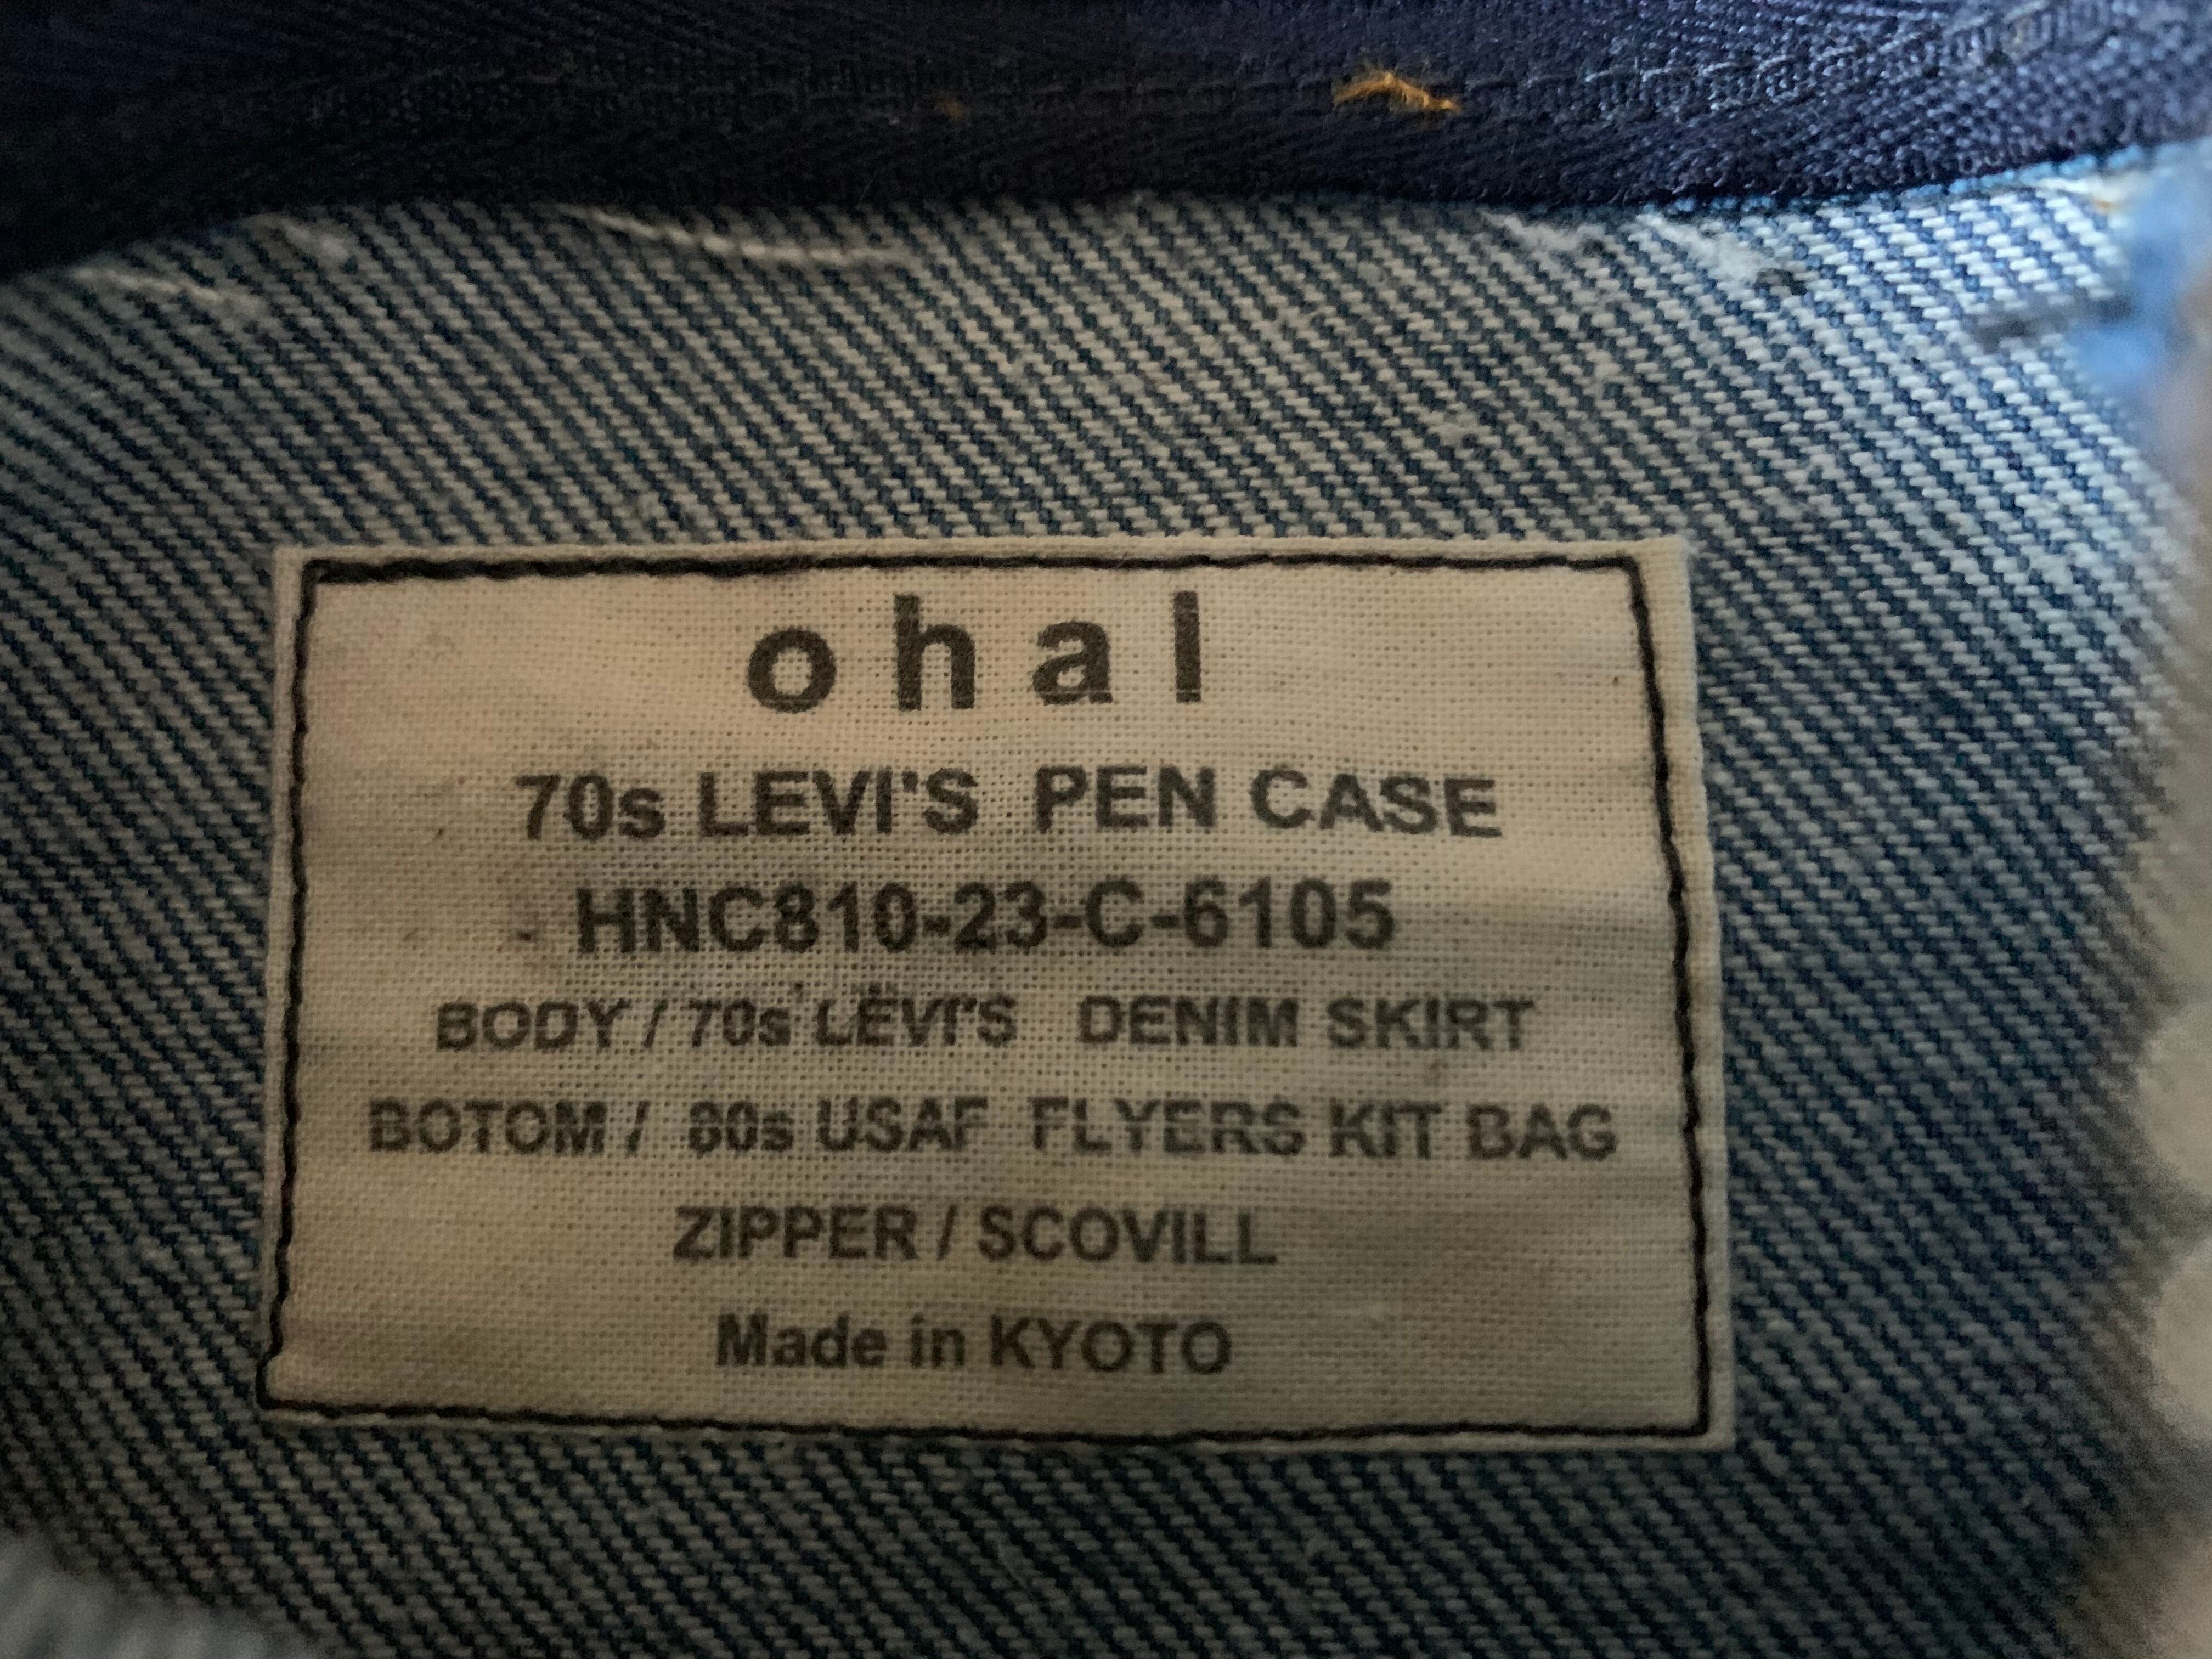 ohal
70s LEVI'S PEN CASE
HNC810-23-C-6105
BODY / 70s LEVI'S DENIM SKIRT
BOTOM / 80s USAF FLYERS KIT BAG
ZIPPER / SCOVILL
Made in KYOTO